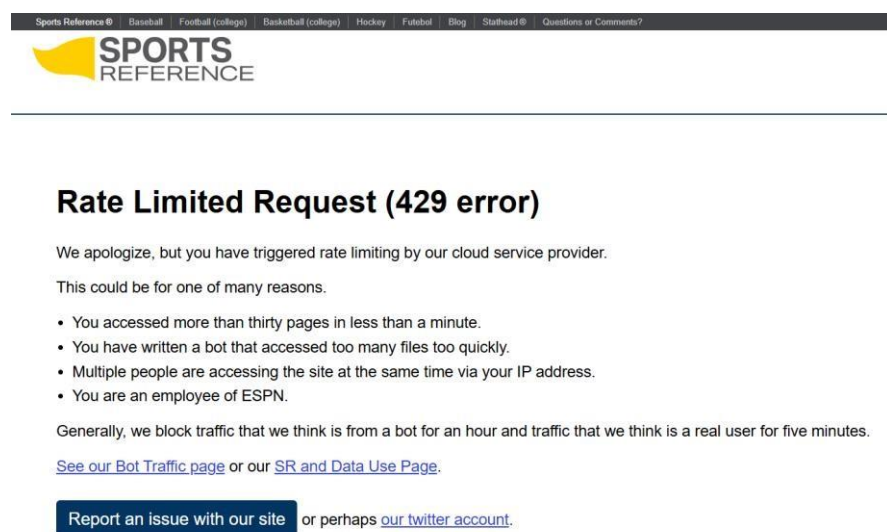 Sports Reference ® Baseball Football (college) Basketball (college) Hockey Futebol Blog Stathead ® Questions or Comments?
SPORTS
REFERENCE
Rate Limited Request (429 error)
We apologize, but you have triggered rate limiting by our cloud service provider.
This could be for one of many reasons.
• You accessed more than thirty pages in less than a minute.
• You have written a bot that accessed too many files too quickly.
• Multiple people are accessing the site at the same time via your IP address.
• You are an employee of ESPN.
Generally, we block traffic that we think is from a bot for an hour and traffic that we think is a real user for five minutes.
See our Bot Traffic page or our SR and Data Use Page.
Report an issue with our site or perhaps our twitter account.